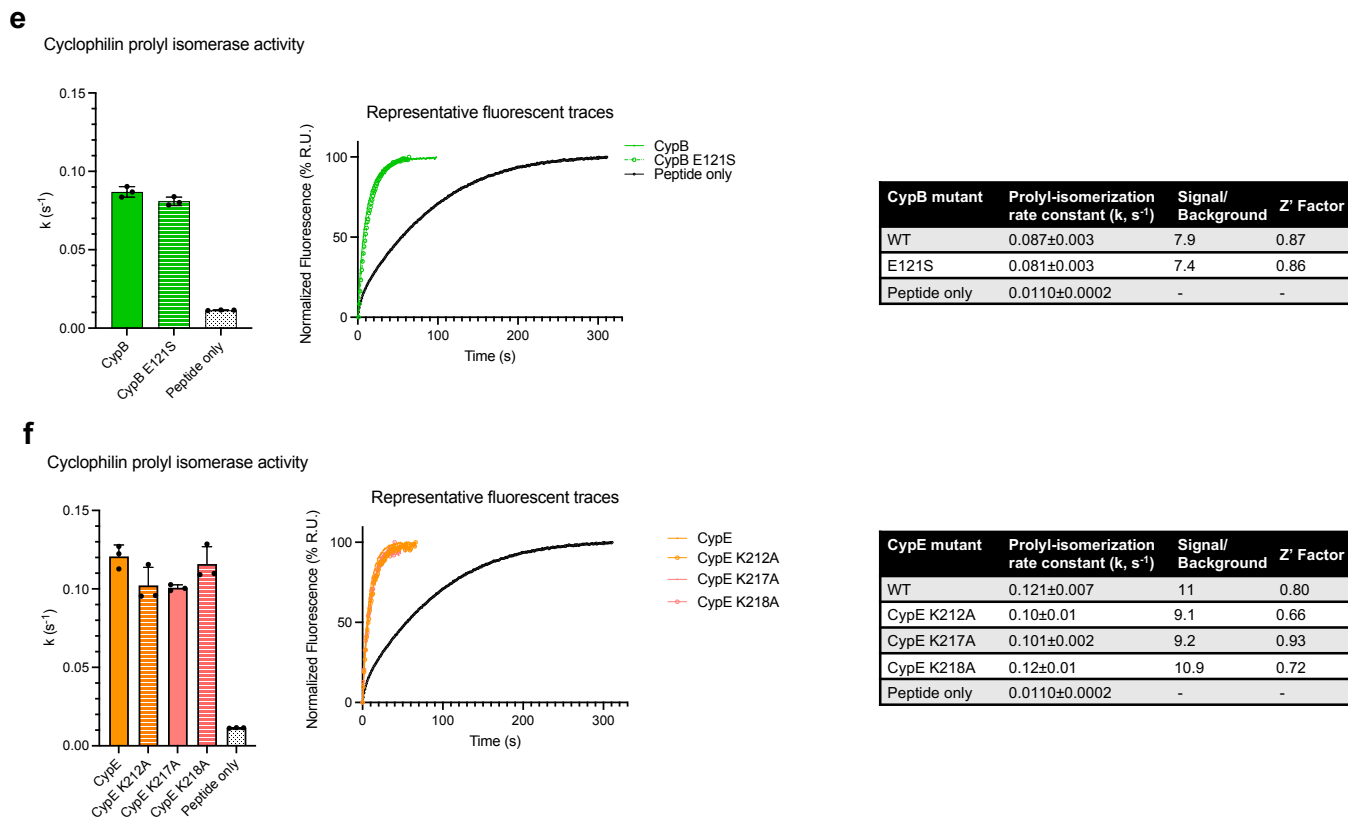 e
Cyclophilin prolyl isomerase activity
0.15
0.10
0.05
0.00
k (s⁻¹)
CypB
CypB E121S
Peptide only
Representative fluorescent traces
Normalized Fluorescence (% R.U.)
100
50
0
0 100 200 300
Time (s)
CypB
CypB E121S
Peptide only
CypB mutant Prolyl-isomerization rate constant (k, s⁻¹) Signal/ Background Z' Factor
WT 0.087±0.003 7.9 0.87
E121S 0.081±0.003 7.4 0.86
Peptide only 0.0110±0.0002 - -
f
Cyclophilin prolyl isomerase activity
0.15
0.10
0.05
0.00
k (s⁻¹)
CypE
CypE K212A
CypE K217A
CypE K218A
Peptide only
Representative fluorescent traces
Normalized Fluorescence (% R.U.)
100
50
0
0 100 200 300
Time (s)
CypE
CypE K212A
CypE K217A
CypE K218A
CypE mutant Prolyl-isomerization rate constant (k, s⁻¹) Signal/ Background Z' Factor
WT 0.121±0.007 11 0.80
CypE K212A 0.10±0.01 9.1 0.66
CypE K217A 0.101±0.002 9.2 0.93
CypE K218A 0.12±0.01 10.9 0.72
Peptide only 0.0110±0.0002 - -